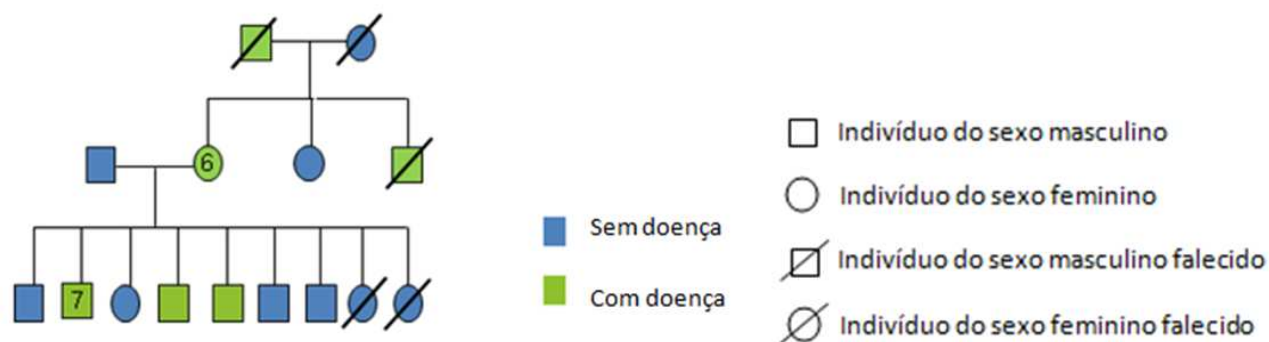 6
7
Sem doença
Com doença
Indivíduo do sexo masculino
Indivíduo do sexo feminino
Indivíduo do sexo masculino falecido
Indivíduo do sexo feminino falecido